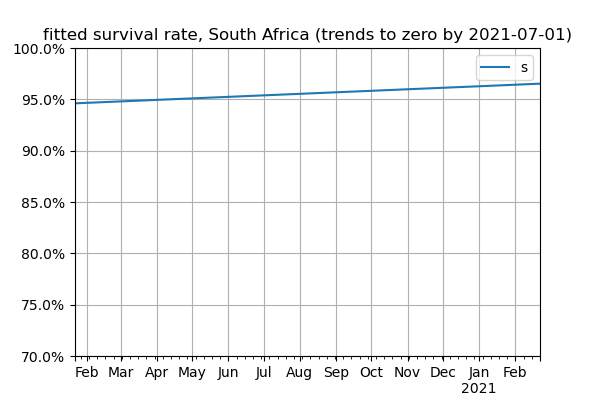 fitted survival rate, South Africa (trends to zero by 2021-07-01)
100.0%
s
95.0%
90.0%
85.0%
80.0%
75.0%
70.0%
Feb Mar Apr May Jun Jul Aug Sep Oct Nov Dec Jan Feb
2021